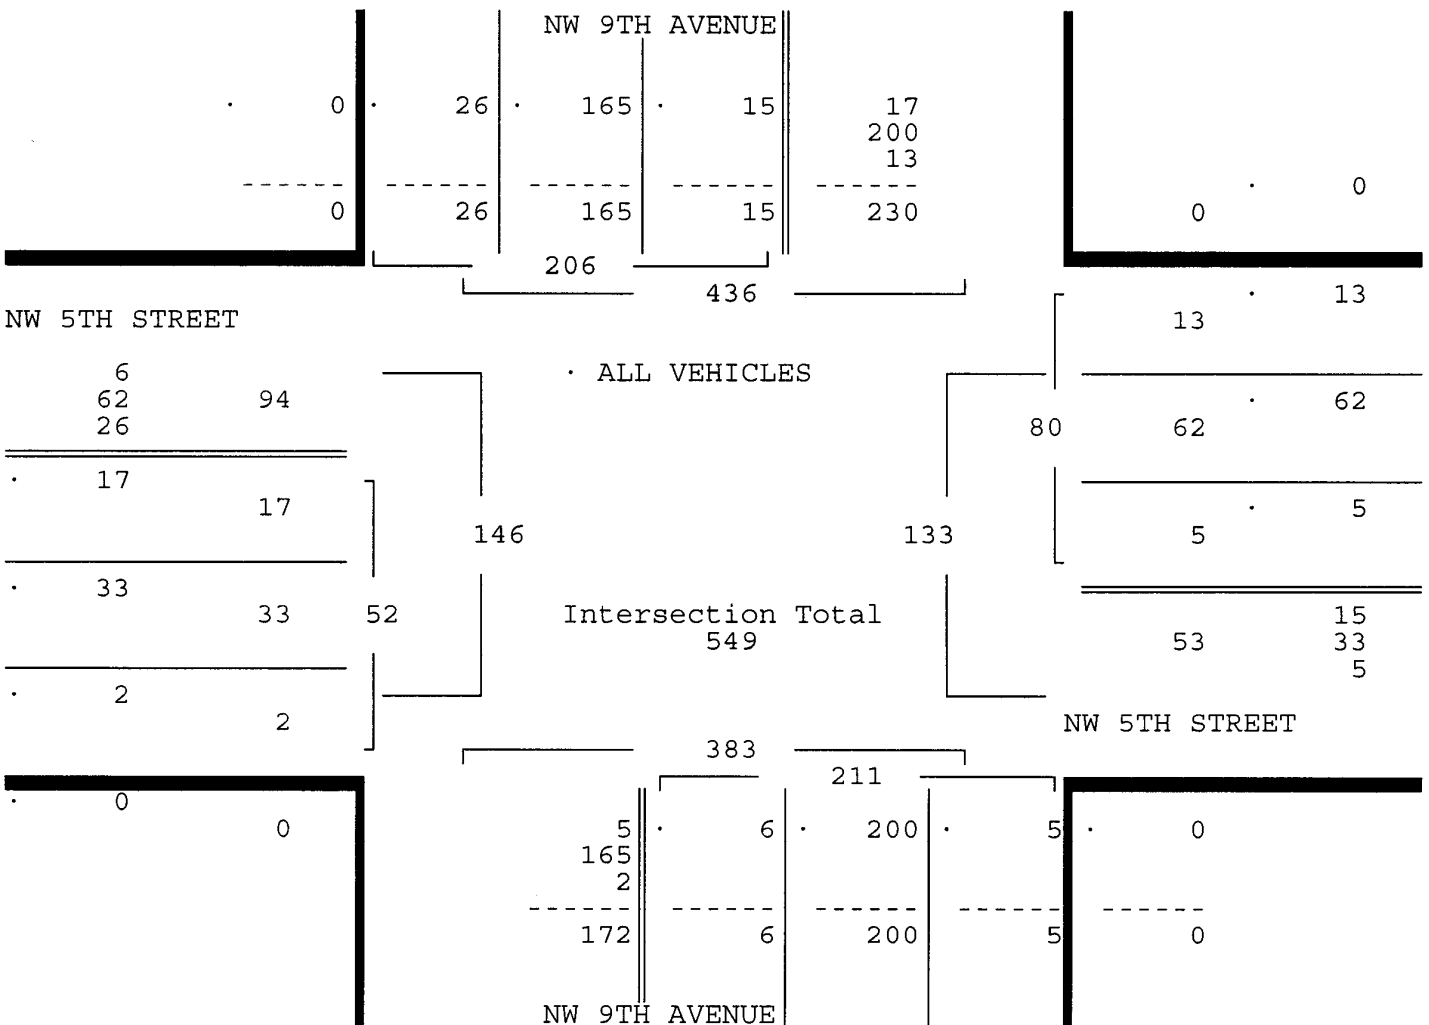 NW 9TH AVENUE
· 0 · 26 · 165 · 15 17
200
13
------ ------ ------ ------ ------
· 0
0 26 165 15 230 0
206
436 · 13
NW 5TH STREET 13
6 · ALL VEHICLES
62 94 · 62
26 80 62
· 17
17 · 5
146 133 5
· 33
33 52 Intersection Total 15
549 53 33
5
· 2
2 NW 5TH STREET
383
211
· 0
0 5 · 6 · 200 · 5 · 0
165
2
------ ------ ------ ------ ------
172 6 200 5 0
NW 9TH AVENUE